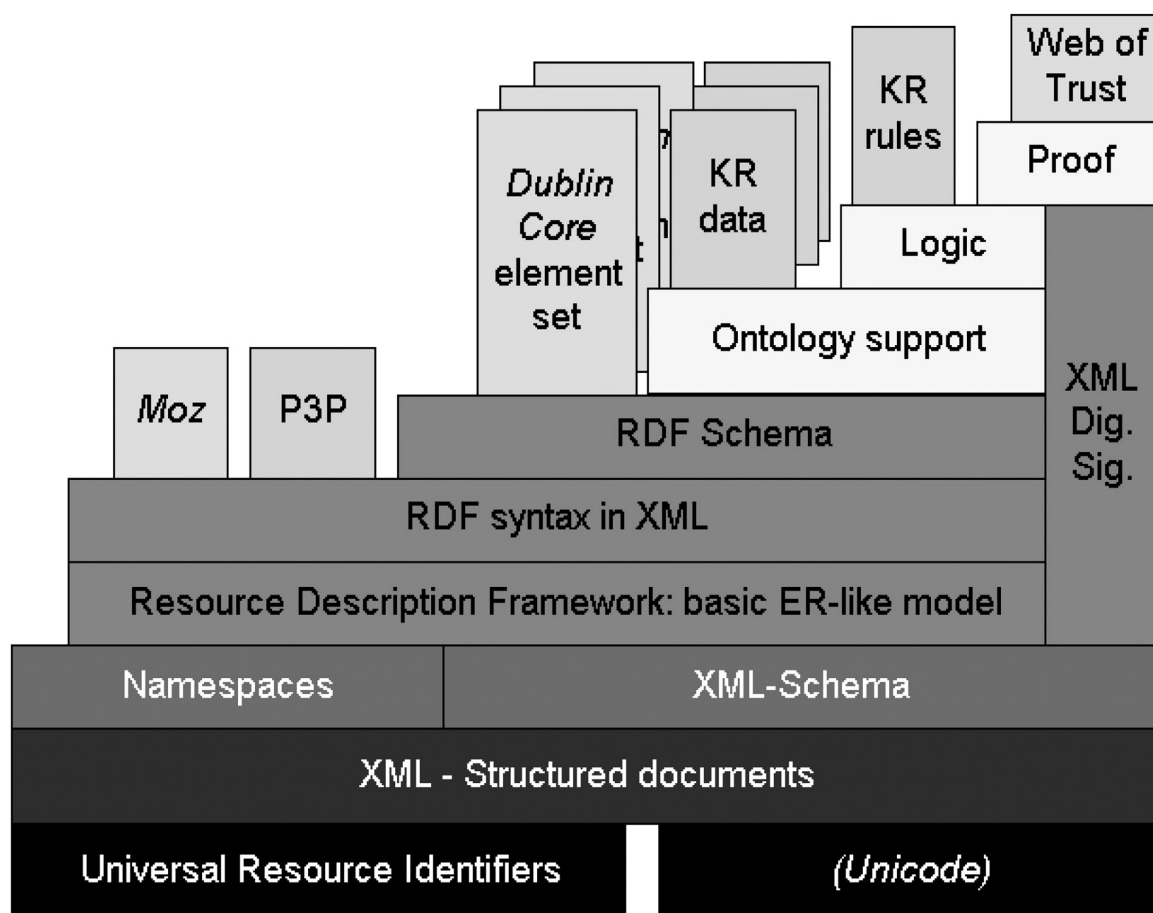 Web of
Trust
KR
rules
Proof
Dublin
Core
element
set
KR
data
Logic
Ontology support
XML
Dig.
Sig.
Moz
P3P
RDF Schema
RDF syntax in XML
Resource Description Framework: basic ER-like model
Namespaces
XML-Schema
XML - Structured documents
Universal Resource Identifiers
(Unicode)